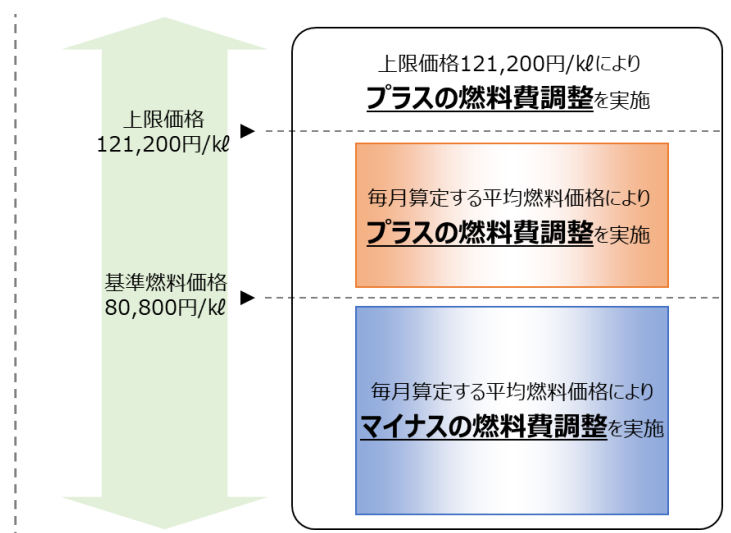 上限価格121,200円/㎘により
プラスの燃料費調整を実施
上限価格
121,200円/㎘
毎月算定する平均燃料価格により
プラスの燃料費調整を実施
基準燃料価格
80,800円/㎘
毎月算定する平均燃料価格により
マイナスの燃料費調整を実施